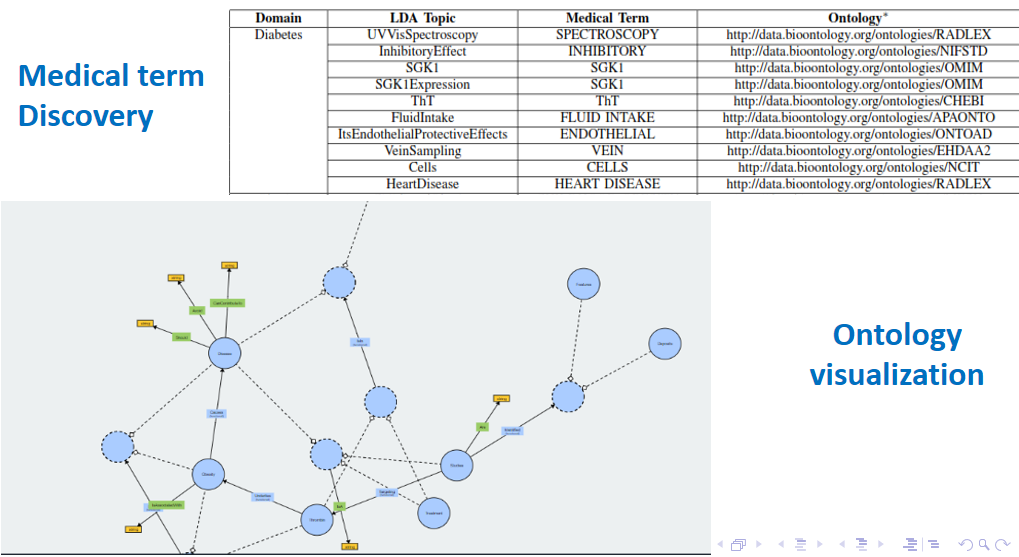 Medical term
Discovery
Domain LDA Topic Medical Term Ontology*
Diabetes UVVisSpectroscopy SPECTROSCOPY http://data.bioontology.org/ontologies/RADLEX
InhibitoryEffect INHIBITORY http://data.bioontology.org/ontologies/NIFSTD
SGK1 SGK1 http://data.bioontology.org/ontologies/OMIM
SGK1Expression SGK1 http://data.bioontology.org/ontologies/OMIM
ThT ThT http://data.bioontology.org/ontologies/CHEBI
FluidIntake FLUID INTAKE http://data.bioontology.org/ontologies/APAONTO
ItsEndothelialProtectiveEffects ENDOTHELIAL http://data.bioontology.org/ontologies/ONTOAD
VeinSampling VEIN http://data.bioontology.org/ontologies/EHDAA2
Cells CELLS http://data.bioontology.org/ontologies/NCIT
HeartDisease HEART DISEASE http://data.bioontology.org/ontologies/RADLEX
Ontology
visualization